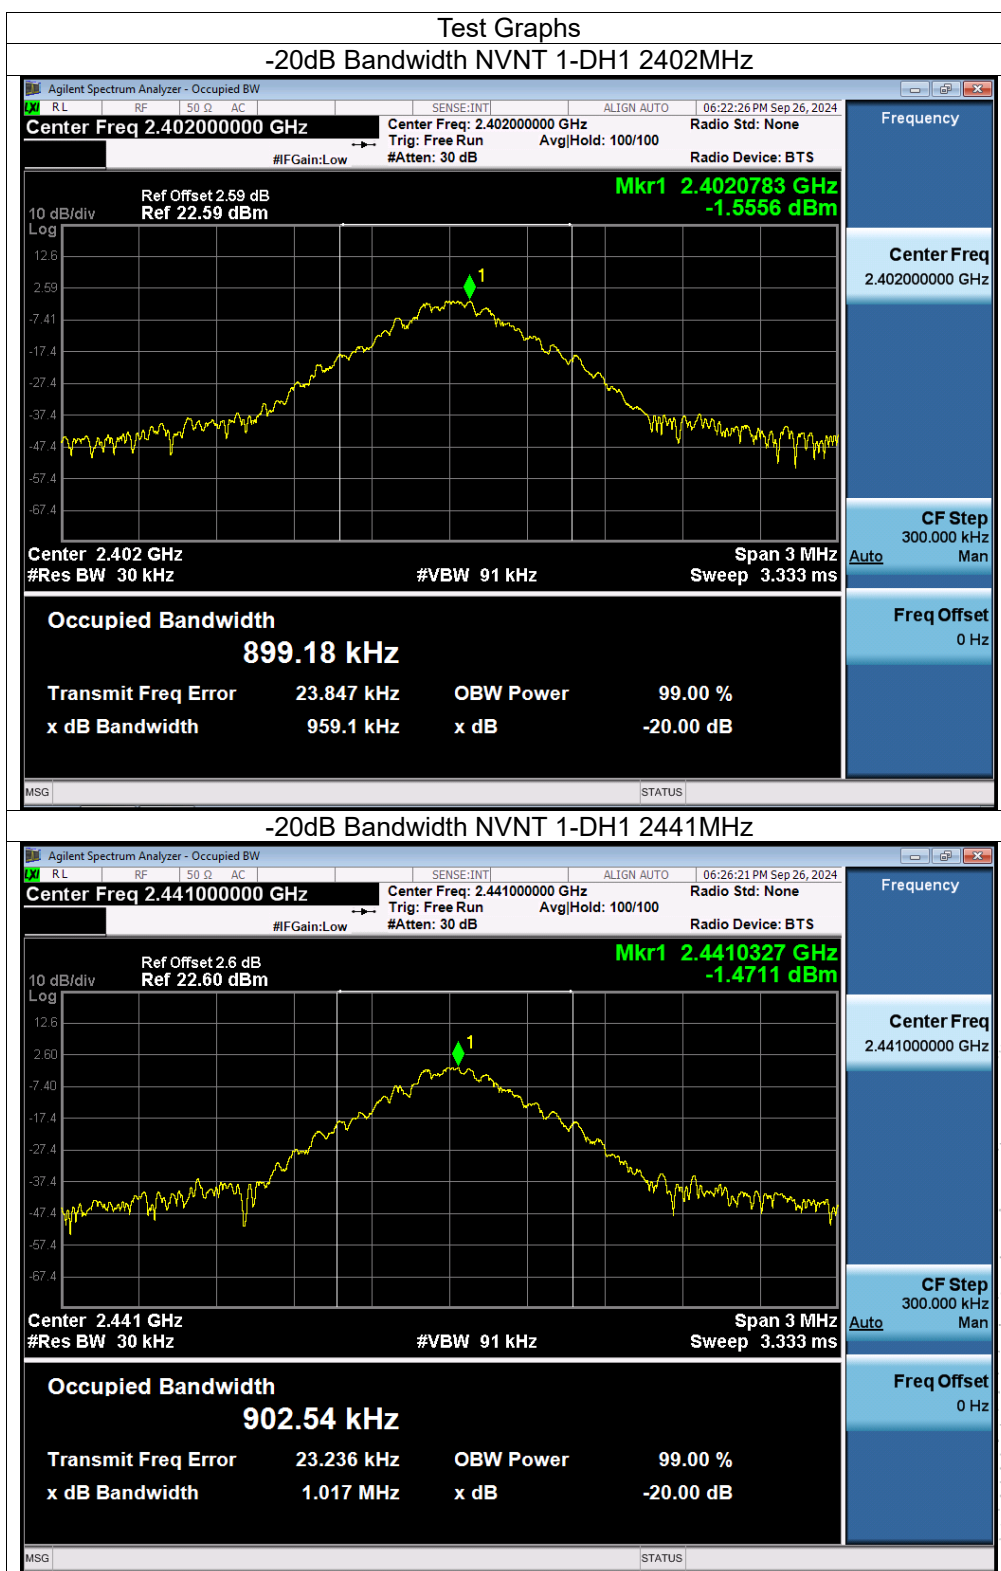 Test Graphs
-20dB Bandwidth NVNT 1-DH1 2402MHz
Agilent Spectrum Analyzer - Occupied BW
LXI RL RF 50 Ω AC SENSE:INT ALIGN AUTO 06:22:26 PM Sep 26, 2024
Center Freq 2.402000000 GHz
Center Freq: 2.402000000 GHz
Radio Std: None
Trig: Free Run Avg|Hold: 100/100
#IFGain:Low #Atten: 30 dB Radio Device: BTS
Frequency
Mkr1 2.4020783 GHz
-1.5556 dBm
Ref Offset 2.59 dB
10 dB/div Ref 22.59 dBm
Log
12.6
2.59
-7.41
-17.4
-27.4
-37.4
-47.4
-57.4
-67.4
1
Center Freq
2.402000000 GHz
CF Step
300.000 kHz
Auto Man
Freq Offset
0 Hz
Center 2.402 GHz Span 3 MHz
#Res BW 30 kHz #VBW 91 kHz Sweep 3.333 ms
Occupied Bandwidth
899.18 kHz
Transmit Freq Error 23.847 kHz OBW Power 99.00 %
x dB Bandwidth 959.1 kHz x dB -20.00 dB
MSG STATUS
-20dB Bandwidth NVNT 1-DH1 2441MHz
Agilent Spectrum Analyzer - Occupied BW
LXI RL RF 50 Ω AC SENSE:INT ALIGN AUTO 06:26:21 PM Sep 26, 2024
Center Freq 2.441000000 GHz
Center Freq: 2.441000000 GHz
Radio Std: None
Trig: Free Run Avg|Hold: 100/100
#IFGain:Low #Atten: 30 dB Radio Device: BTS
Frequency
Mkr1 2.4410327 GHz
-1.4711 dBm
Ref Offset 2.6 dB
10 dB/div Ref 22.60 dBm
Log
12.6
2.60
-7.40
-17.4
-27.4
-37.4
-47.4
-57.4
-67.4
1
Center Freq
2.441000000 GHz
CF Step
300.000 kHz
Auto Man
Freq Offset
0 Hz
Center 2.441 GHz Span 3 MHz
#Res BW 30 kHz #VBW 91 kHz Sweep 3.333 ms
Occupied Bandwidth
902.54 kHz
Transmit Freq Error 23.236 kHz OBW Power 99.00 %
x dB Bandwidth 1.017 MHz x dB -20.00 dB
MSG STATUS